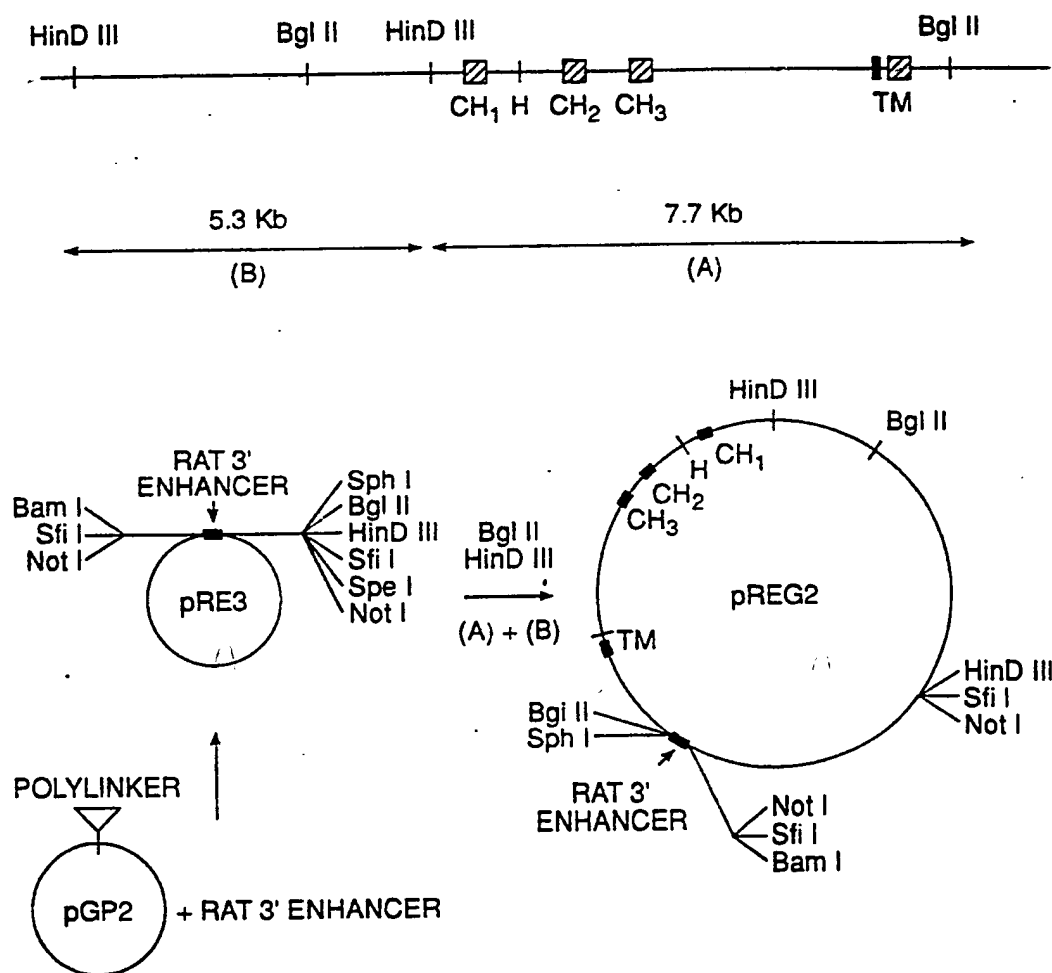 HinD III Bgl II HinD III Bgl II
CH1 H CH2 CH3 TM
5.3 Kb 7.7 Kb
(B) (A)
RAT 3'
ENHANCER
Bam I
Sfi I
Not I
Sph I
Bgl II
HinD III
Sfi I
Spe I
Not I
pRE3
Bgl II
HinD III
(A) + (B)
HinD III
Bgl II
CH1
H
CH2
CH3
pREG2
TM
HinD III
Sfi I
Not I
Bgi II
Sph I
RAT 3'
ENHANCER
Not I
Sfi I
Bam I
POLYLINKER
pGP2 + RAT 3' ENHANCER